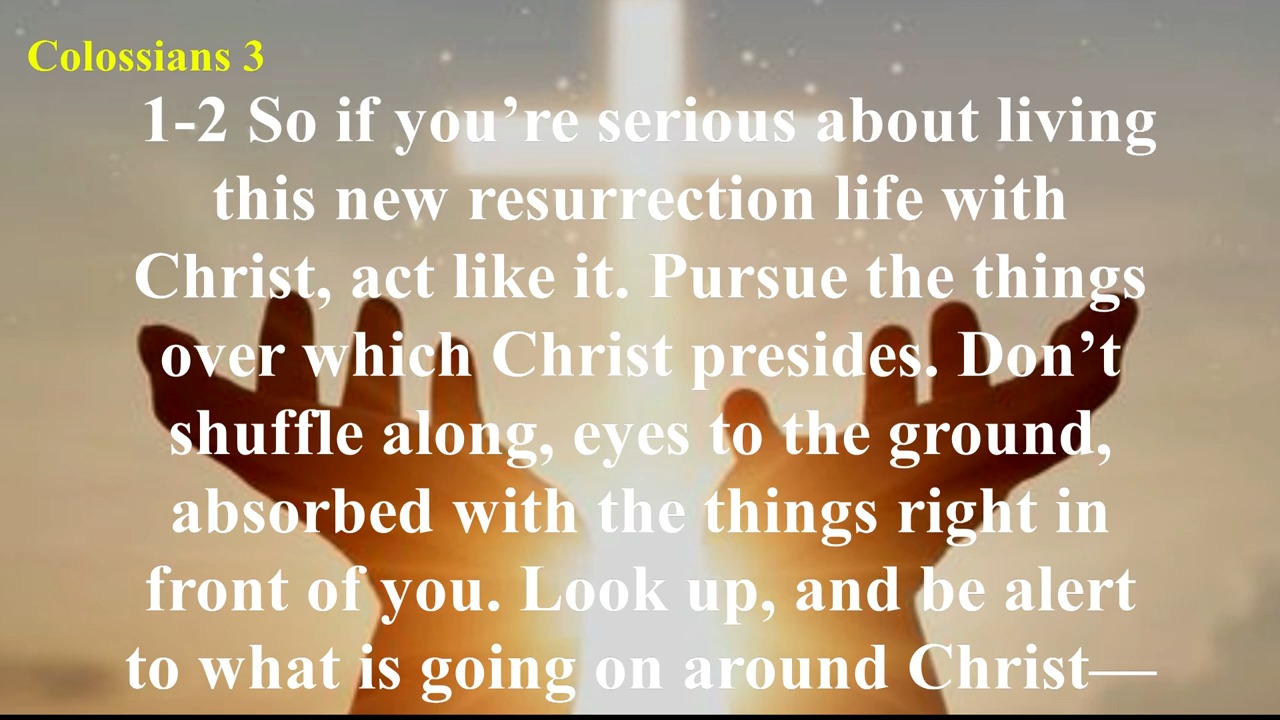 Colossians 3
1-2 So if you’re serious about living
this new resurrection life with
Christ, act like it. Pursue the things
over which Christ presides. Don’t
shuffle along, eyes to the ground,
absorbed with the things right in
front of you. Look up, and be alert
to what is going on around Christ—